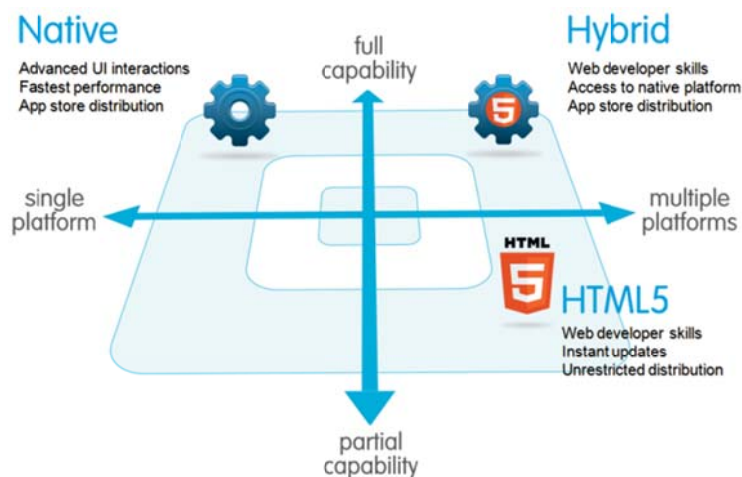 Native
Advanced UI interactions
Fastest performance
App store distribution
full
capability
Hybrid
Web developer skills
Access to native platform
App store distribution
5
single
platform
multiple
platforms
HTML
5
HTML5
Web developer skills
Instant updates
Unrestricted distribution
partial
capability